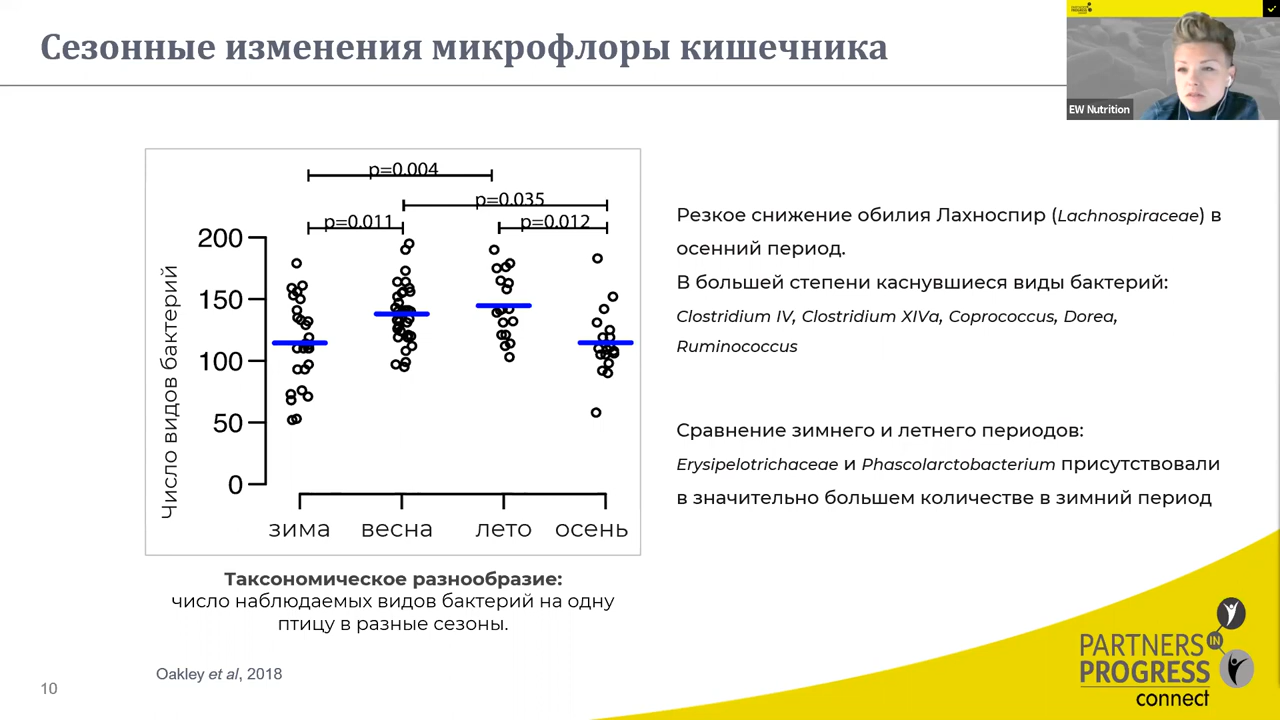 Сезонные изменения микрофлоры кишечника
PARTNERS
IN
PROGRESS
EW Nutrition
p=0.004
p=0.035
p=0.011
p=0.012
Число видов бактерий
200
150
100
50
0
зима весна лето осень
Таксономическое разнообразие:
число наблюдаемых видов бактерий на одну
птицу в разные сезоны.
Резкое снижение обилия Лахноспир (Lachnospiraceae) в
осенний период.
В большей степени каснувшиеся виды бактерий:
Clostridium IV, Clostridium XIVa, Coprococcus, Dorea,
Ruminococcus
Сравнение зимнего и летнего периодов:
Erysipelotrichaceae и Phascolarctobacterium присутствовали
в значительно большем количестве в зимний период
Oakley et al, 2018
10
PARTNERS IN
PROGRESS
connect